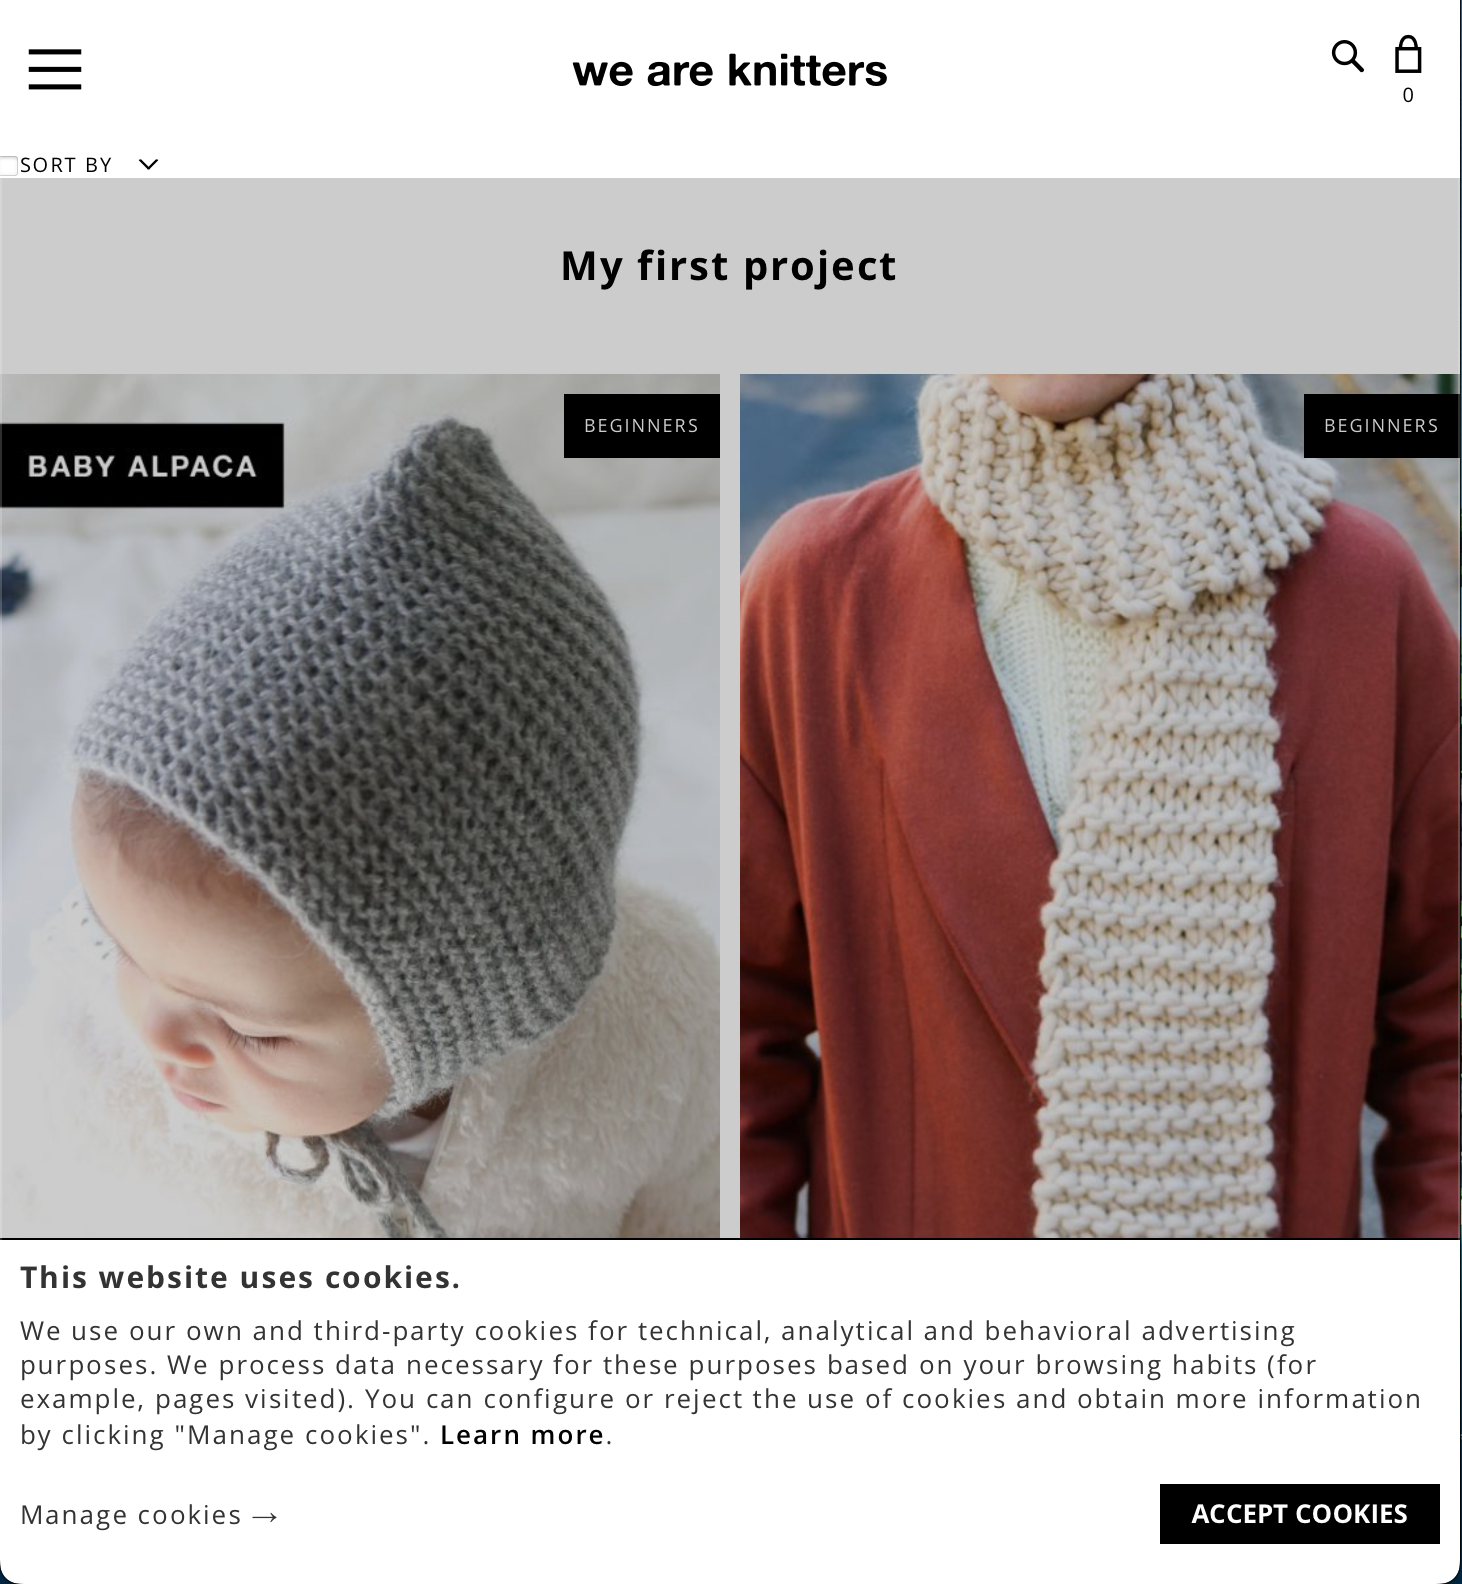 we are knitters
0
SORT BY
My first project
BEGINNERS
BABY ALPACA
BEGINNERS
This website uses cookies.
We use our own and third-party cookies for technical, analytical and behavioral advertising
purposes. We process data necessary for these purposes based on your browsing habits (for
example, pages visited). You can configure or reject the use of cookies and obtain more information
by clicking "Manage cookies". Learn more.
Manage cookies →
ACCEPT COOKIES